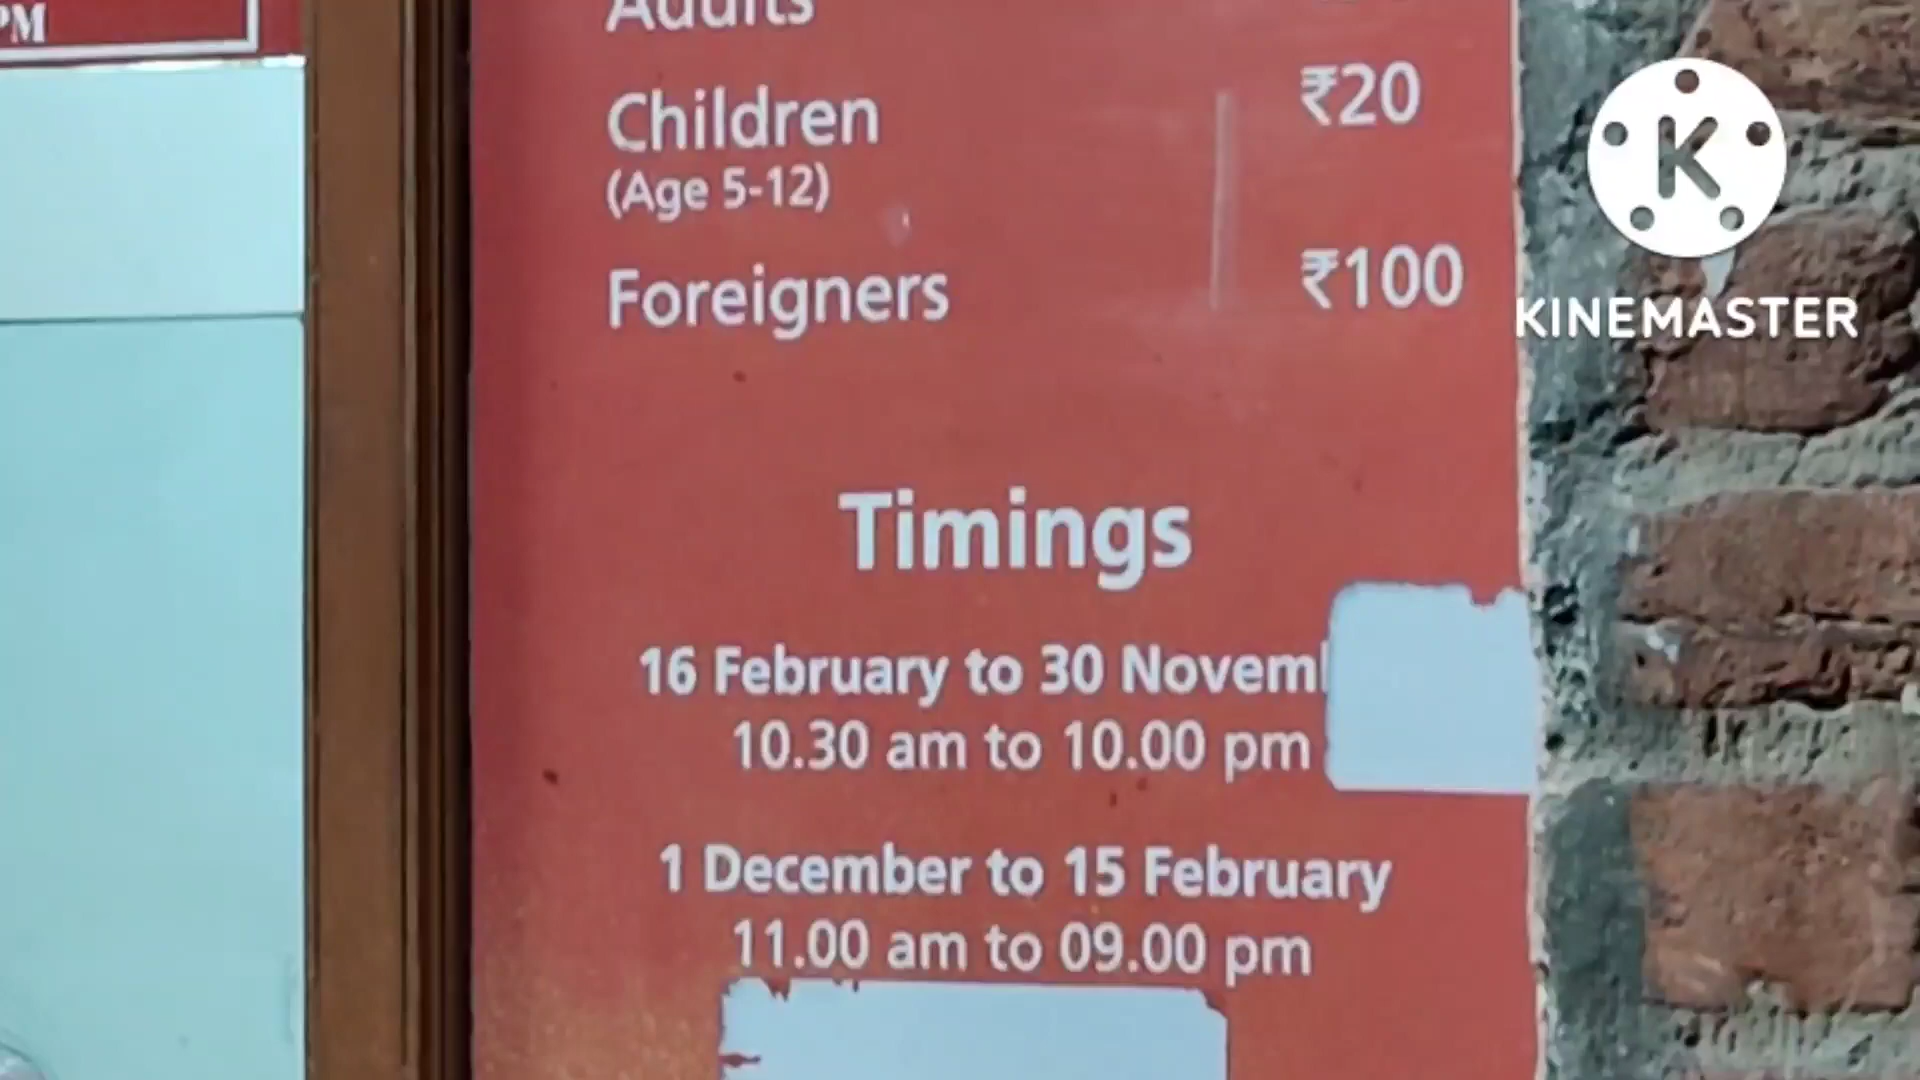 PM
Adults
Children
₹20
(Age 5-12)
Foreigners
₹100
Timings
16 February to 30 Novem
10.30 am to 10.00 pm
1 December to 15 February
11.00 am to 09.00 pm
K
KINEMASTER